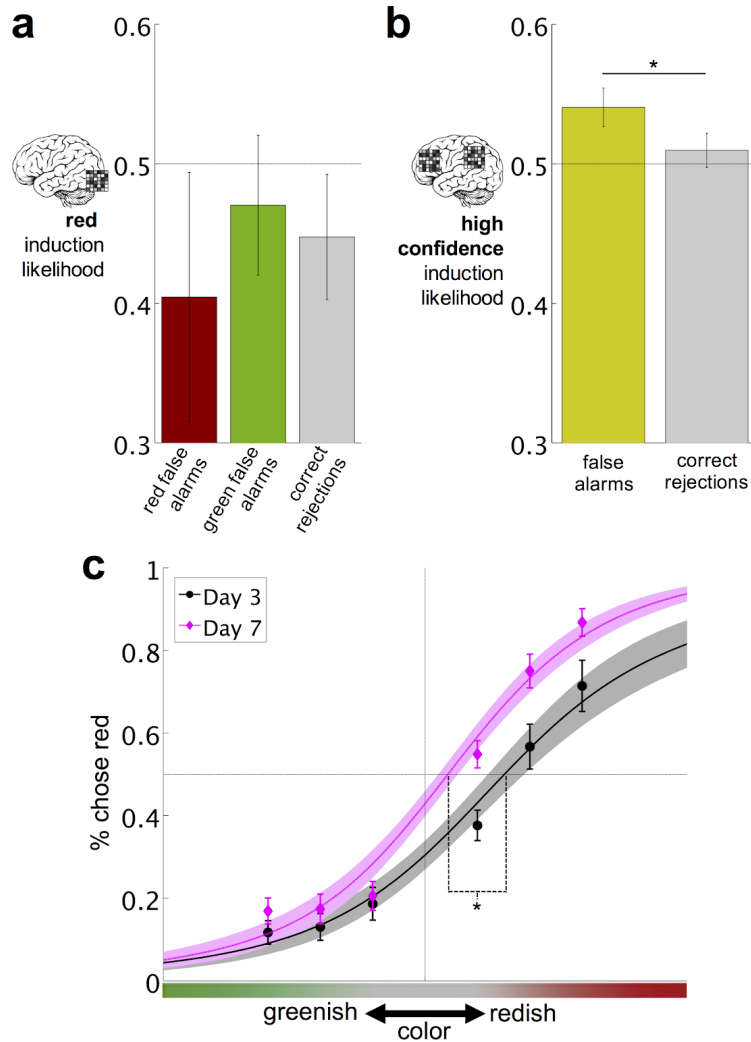 a
0.6
0.5
0.4
0.3
red
induction
likelihood
red false
alarms
green false
alarms
correct
rejections
b
0.6
0.5
0.4
0.3
*
high
confidence
induction
likelihood
false
alarms
correct
rejections
c
1
0.8
0.6
0.4
0.2
0
% chose red
Day 3
Day 7
*
greenish
redish
color